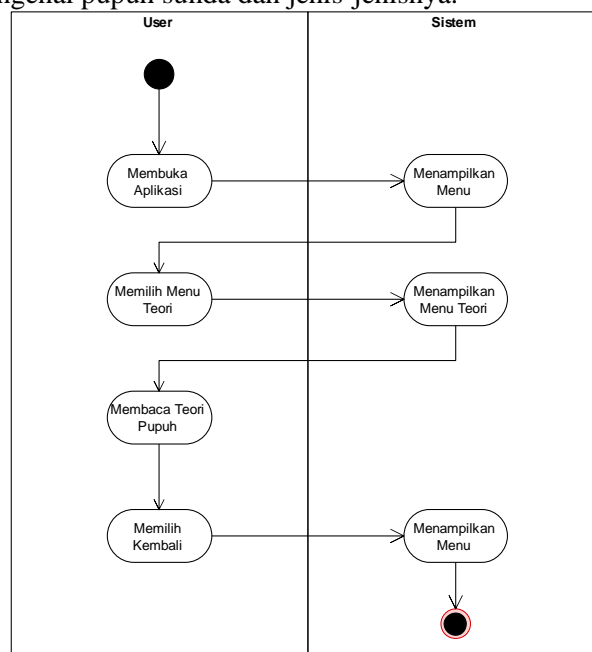 pupuh sunda dan jenis-jenisnya.
User
Sistem
Membuka
Aplikasi
Menampilkan
Menu
Memilih Menu
Teori
Menampilkan
Menu Teori
Membaca Teori
Pupuh
Memilih
Kembali
Menampilkan
Menu